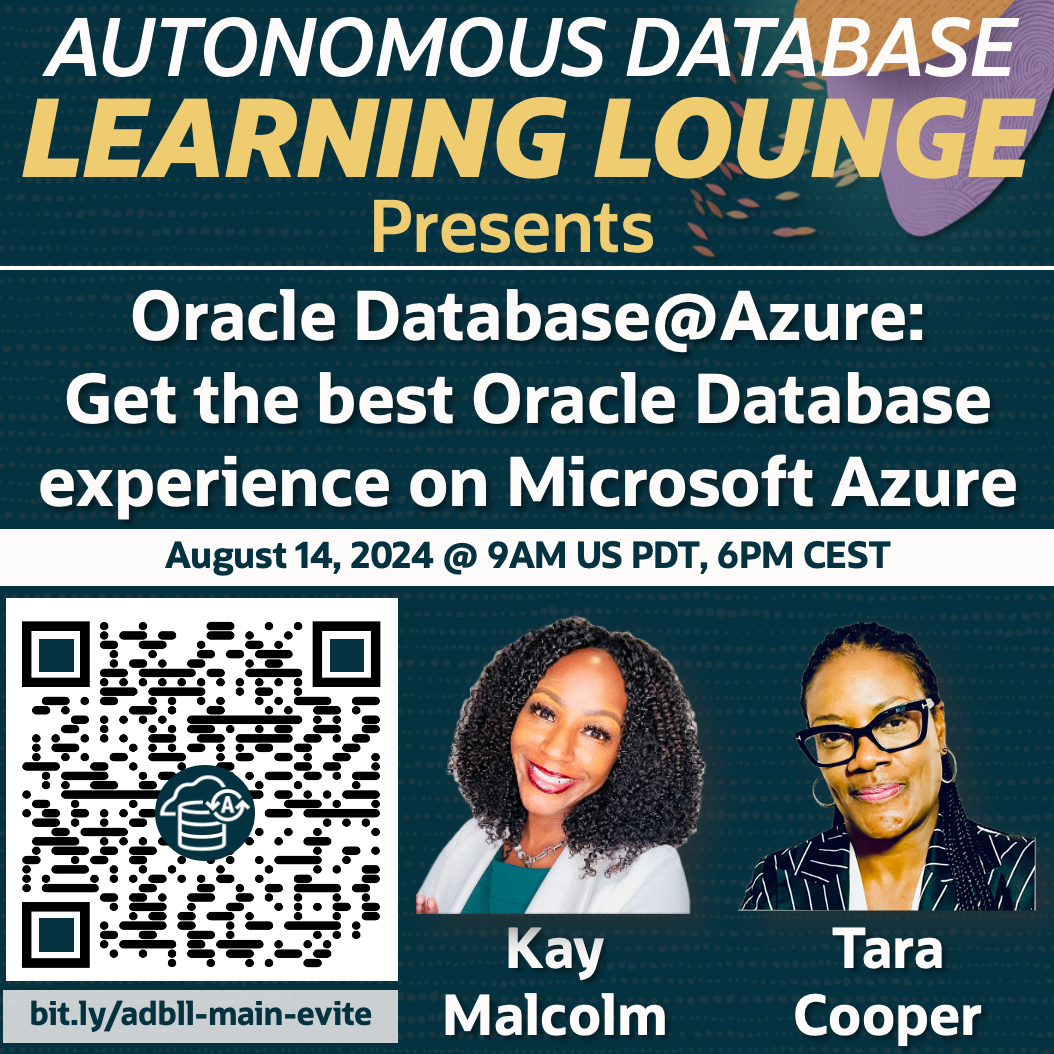 AUTONOMOUS DATABASE
LEARNING LOUNGE
Presents
Oracle Database@Azure:
Get the best Oracle Database
experience on Microsoft Azure
August 14, 2024 @ 9AM US PDT, 6PM CEST
A
bit.ly/adbll-main-evite
Kay
Malcolm
Tara
Cooper